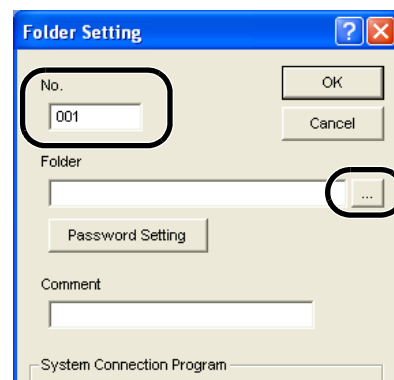 Folder Setting
No.
OK
001
Cancel
Folder
...
Password Setting
Comment
System Connection Program